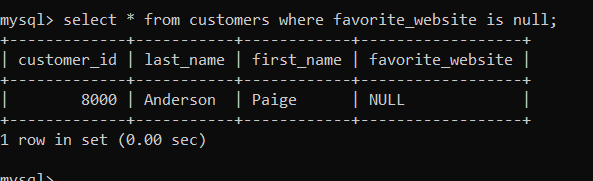 mysql> select * from customers where favorite_website is null;
+-------------+-----------+------------+------------------+
| customer_id | last_name | first_name | favorite_website |
+-------------+-----------+------------+------------------+
|        8000 | Anderson  | Paige      | NULL             |
+-------------+-----------+------------+------------------+
1 row in set (0.00 sec)
mysql>